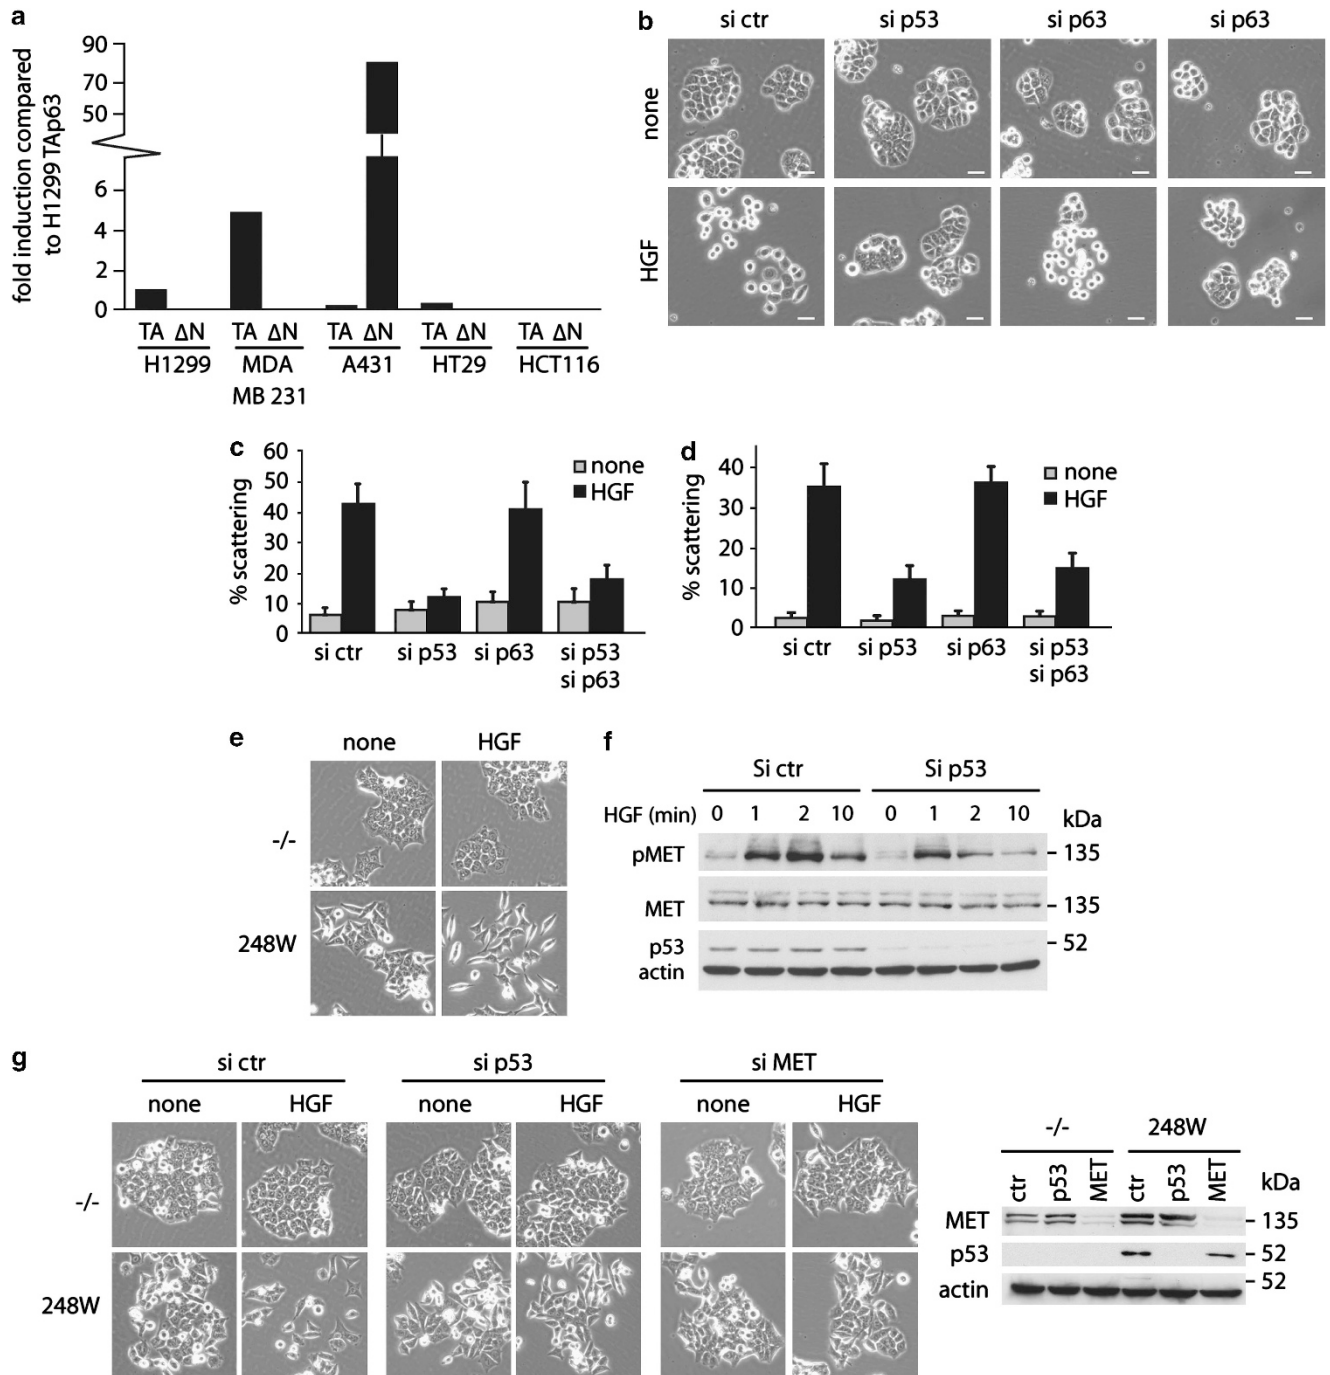 a
fold induction compared
to H1299 TAp63
90
70
50
6
4
2
0
TA ΔN TA ΔN TA ΔN TA ΔN TA ΔN
H1299 MDA A431 HT29 HCT116
MB 231
b
si ctr si p53 si p63 si p63
none
HGF
c
% scattering
60
50
40
30
20
10
0
none
HGF
si ctr si p53 si p63 si p53
si p63
d
% scattering
40
30
20
10
0
none
HGF
si ctr si p53 si p63 si p53
si p63
e
none HGF
-/-
248W
f
Si ctr Si p53
HGF (min) 0 1 2 10 0 1 2 10 kDa
pMET 135
MET 135
p53 52
actin
g
si ctr si p53 si MET
none HGF none HGF none HGF
-/-
248W
-/- 248W
ctr p53 MET ctr p53 MET kDa
MET 135
p53 52
actin 52